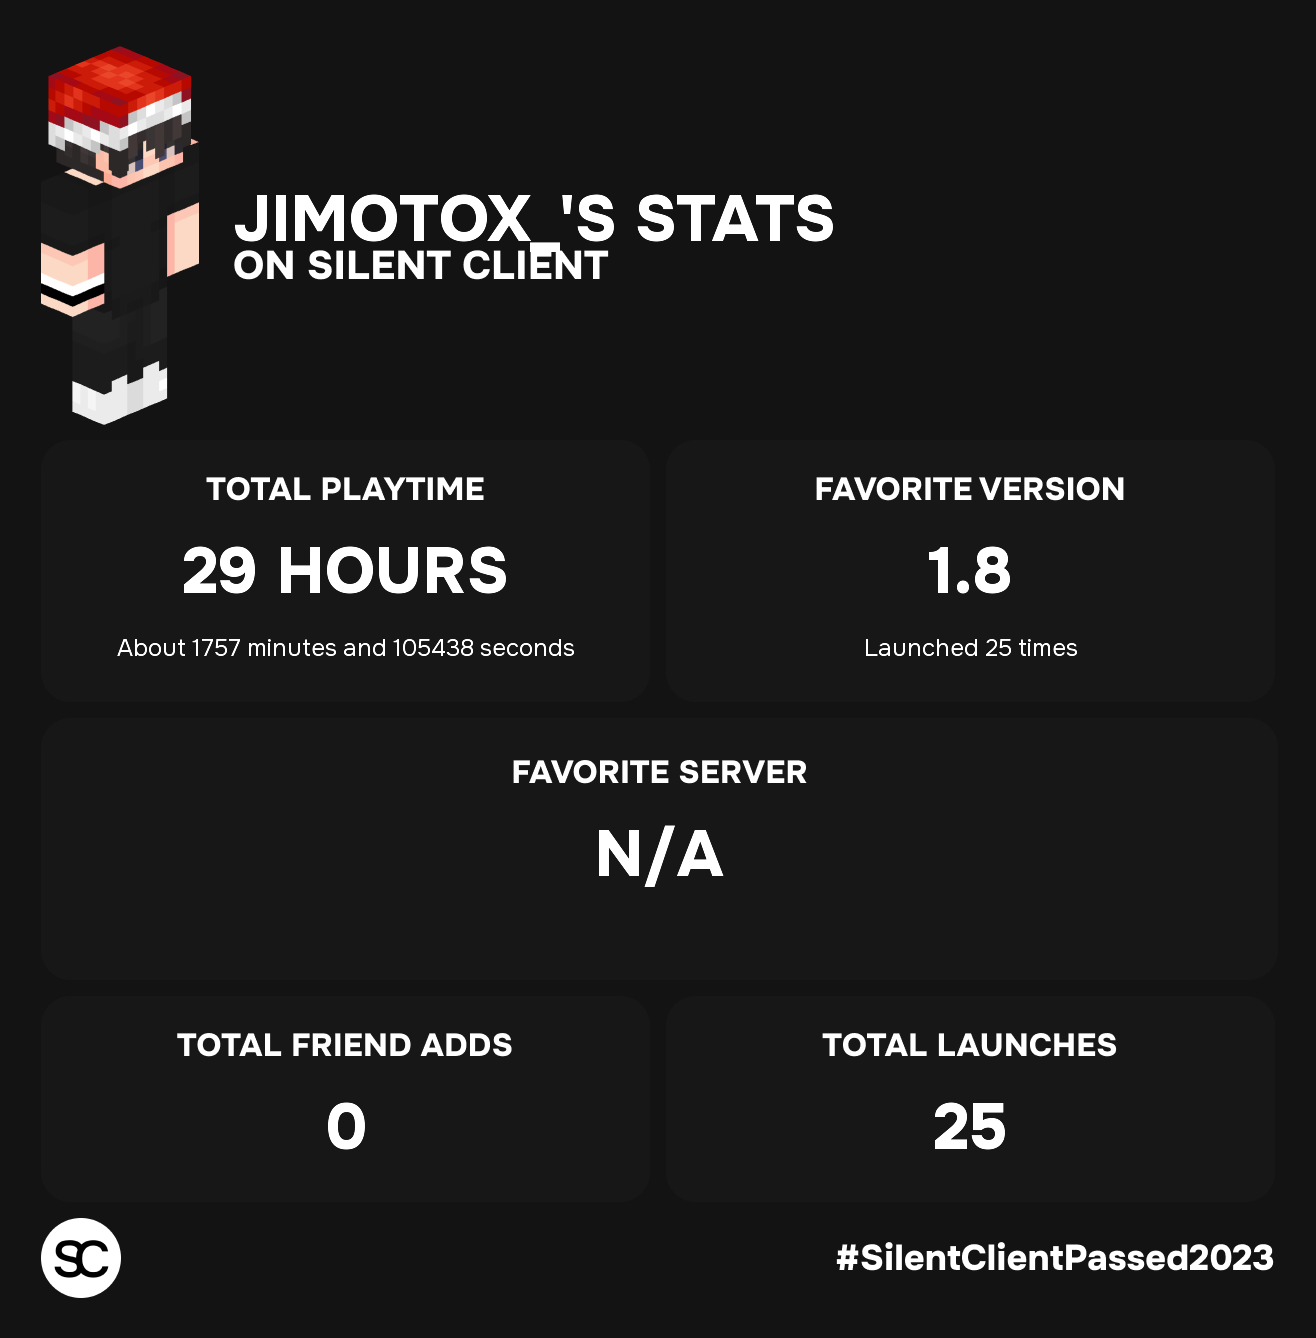 JIMOTOX_'S STATS
ON SILENT CLIENT
TOTAL PLAYTIME
29 HOURS
About 1757 minutes and 105438 seconds
FAVORITE VERSION
1.8
Launched 25 times
FAVORITE SERVER
N/A
TOTAL FRIEND ADDS
0
TOTAL LAUNCHES
25
SC
#SilentClientPassed2023